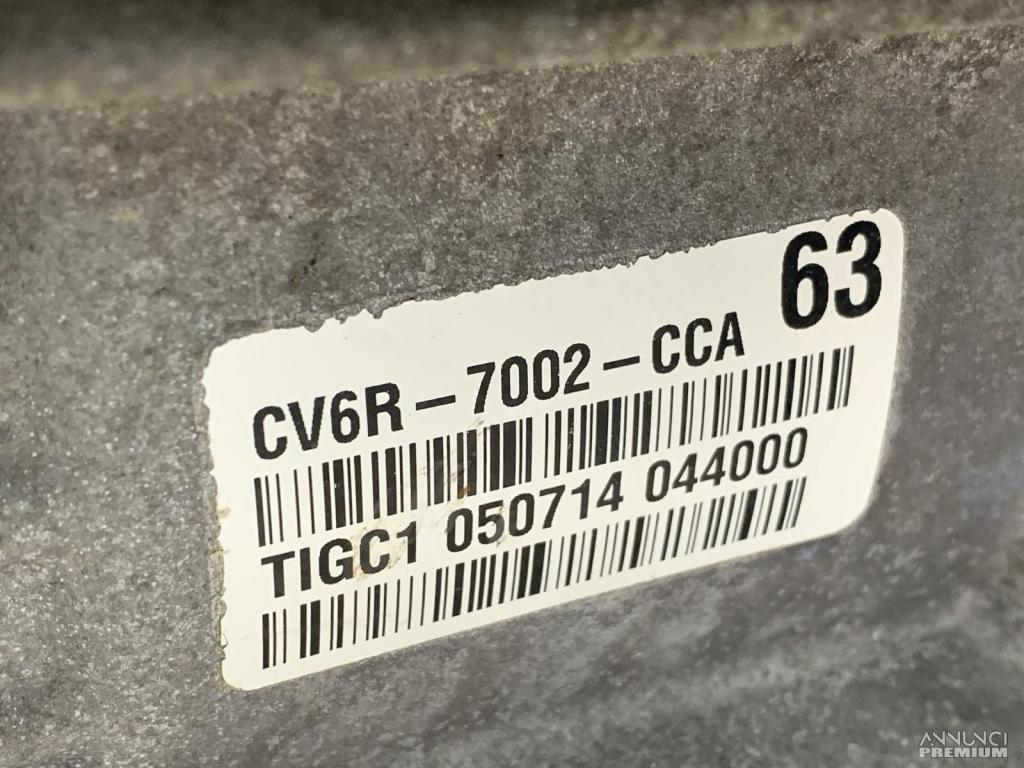 63
CV6R-7002-CCA
TIGC1 050714 044000
ANNUNCI
PREMIUM